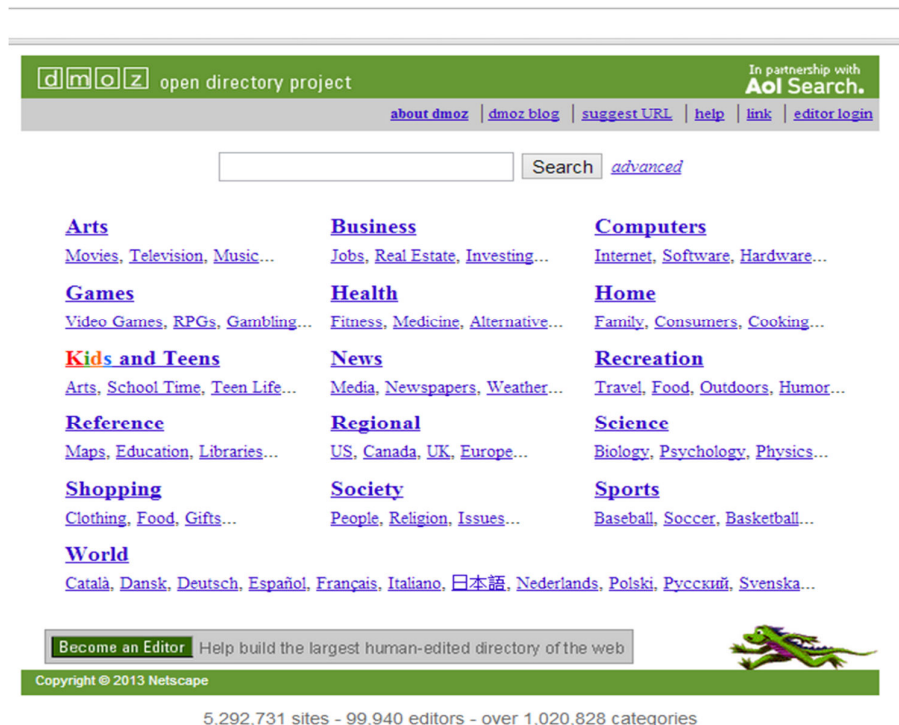 dmoz open directory project
In partnership with
Aol Search.
about dmoz | dmoz blog | suggest URL | help | link | editor login
Search advanced
Arts
Movies, Television, Music...
Business
Jobs, Real Estate, Investing...
Computers
Internet, Software, Hardware...
Games
Video Games, RPGs, Gambling...
Health
Fitness, Medicine, Alternative...
Home
Family, Consumers, Cooking...
Kids and Teens
Arts, School Time, Teen Life...
News
Media, Newspapers, Weather...
Recreation
Travel, Food, Outdoors, Humor...
Reference
Maps, Education, Libraries...
Regional
US, Canada, UK, Europe...
Science
Biology, Psychology, Physics...
Shopping
Clothing, Food, Gifts...
Society
People, Religion, Issues...
Sports
Baseball, Soccer, Basketball...
World
Català, Dansk, Deutsch, Español, Français, Italiano, 日本語, Nederlands, Polski, Русский, Svenska...
Become an Editor Help build the largest human-edited directory of the web
Copyright © 2013 Netscape
5,292,731 sites - 99,940 editors - over 1,020,828 categories